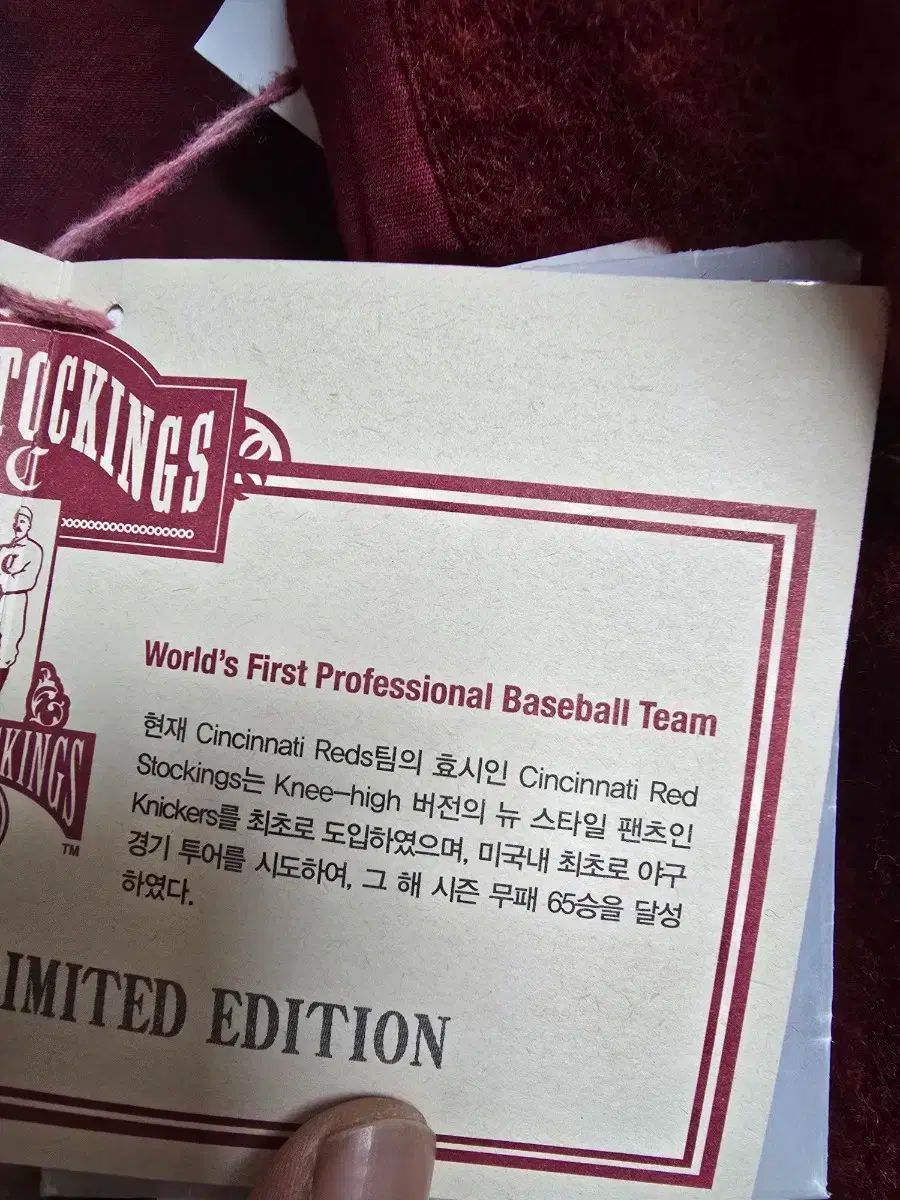 TOCKINGS
C
C
World's First Professional Baseball Team
현재 Cincinnati Reds팀의 효시인 Cincinnati Red
Stockings는 Knee-high 버전의 뉴 스타일 팬츠인
Knickers를 최초로 도입하였으며, 미국내 최초로 야구
경기 투어를 시도하여, 그 해 시즌 무패 65승을 달성
하였다.
KINGS
TM
IMITED EDITION